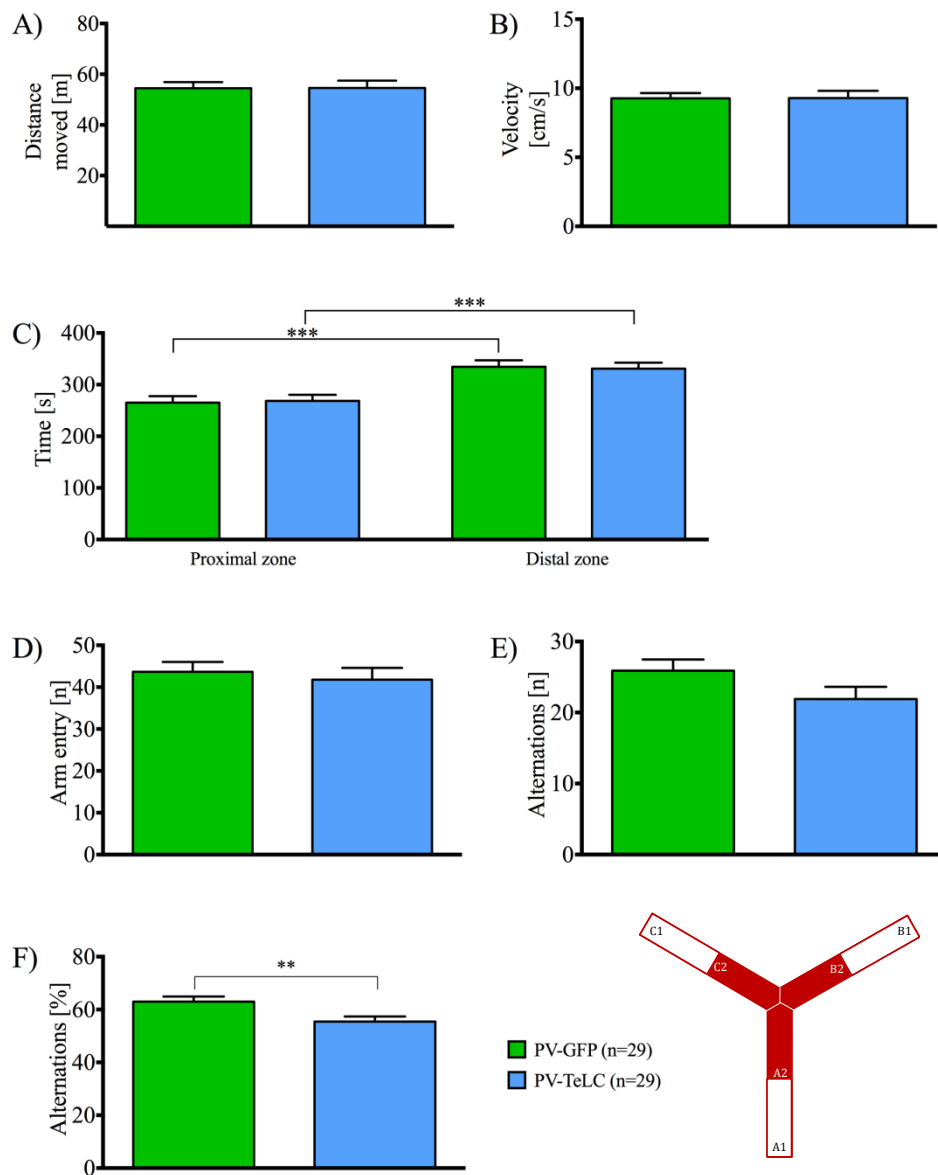 A)
Distance
moved [m]
80
60
40
20
B)
Velocity
[cm/s]
15
10
5
0
C)
Time [s]
400
300
200
100
0
***
***
Proximal zone
Distal zone
D)
Arm entry [n]
50
40
30
20
10
0
E)
Alternations [n]
30
20
10
0
F)
Alternations [%]
80
60
40
20
0
**
PV-GFP (n=29)
PV-TeLC (n=29)
C1
C2
B1
B2
A2
A1